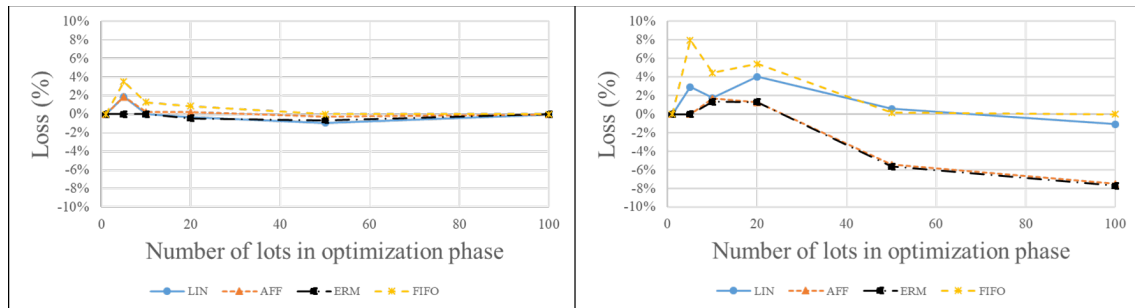 10%
8%
6%
4%
2%
0%
-2%
-4%
-6%
-8%
-10%
Loss (%)
0 20 40 60 80 100
Number of lots in optimization phase
LIN AFF ERM FIFO
10%
8%
6%
4%
2%
0%
-2%
-4%
-6%
-8%
-10%
Loss (%)
0 20 40 60 80 100
Number of lots in optimization phase
LIN AFF ERM FIFO